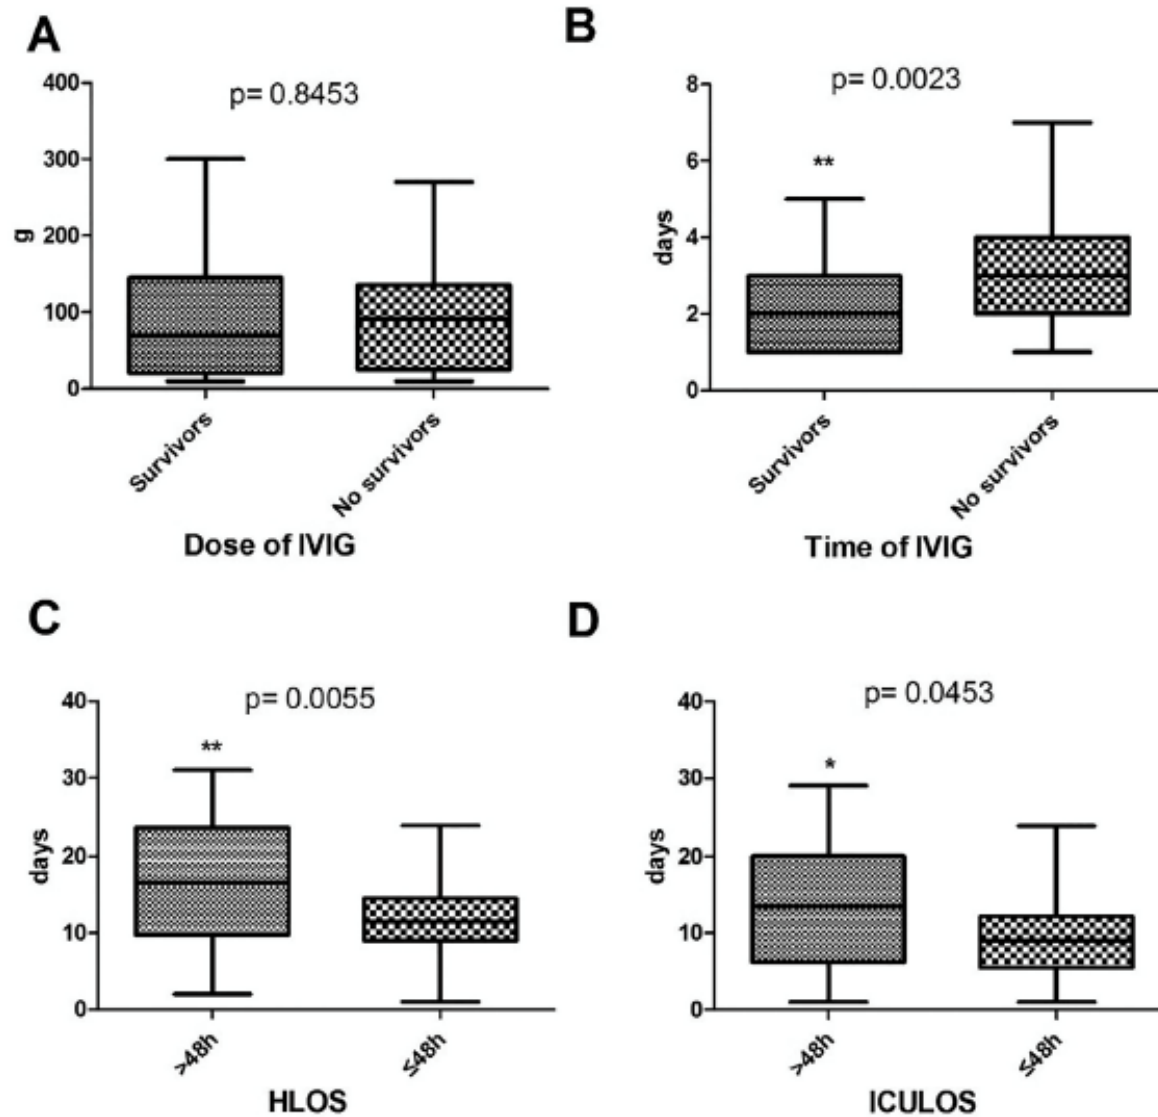 A
p= 0.8453
400
300
200
100
0
g
Survivors
No survivors
Dose of IVIG
B
p= 0.0023
8
6
4
2
0
days
**
Survivors
No survivors
Time of IVIG
C
p= 0.0055
40
30
20
10
0
days
**
>48h
≤48h
HLOS
D
p= 0.0453
40
30
20
10
0
days
*
>48h
≤48h
ICULOS